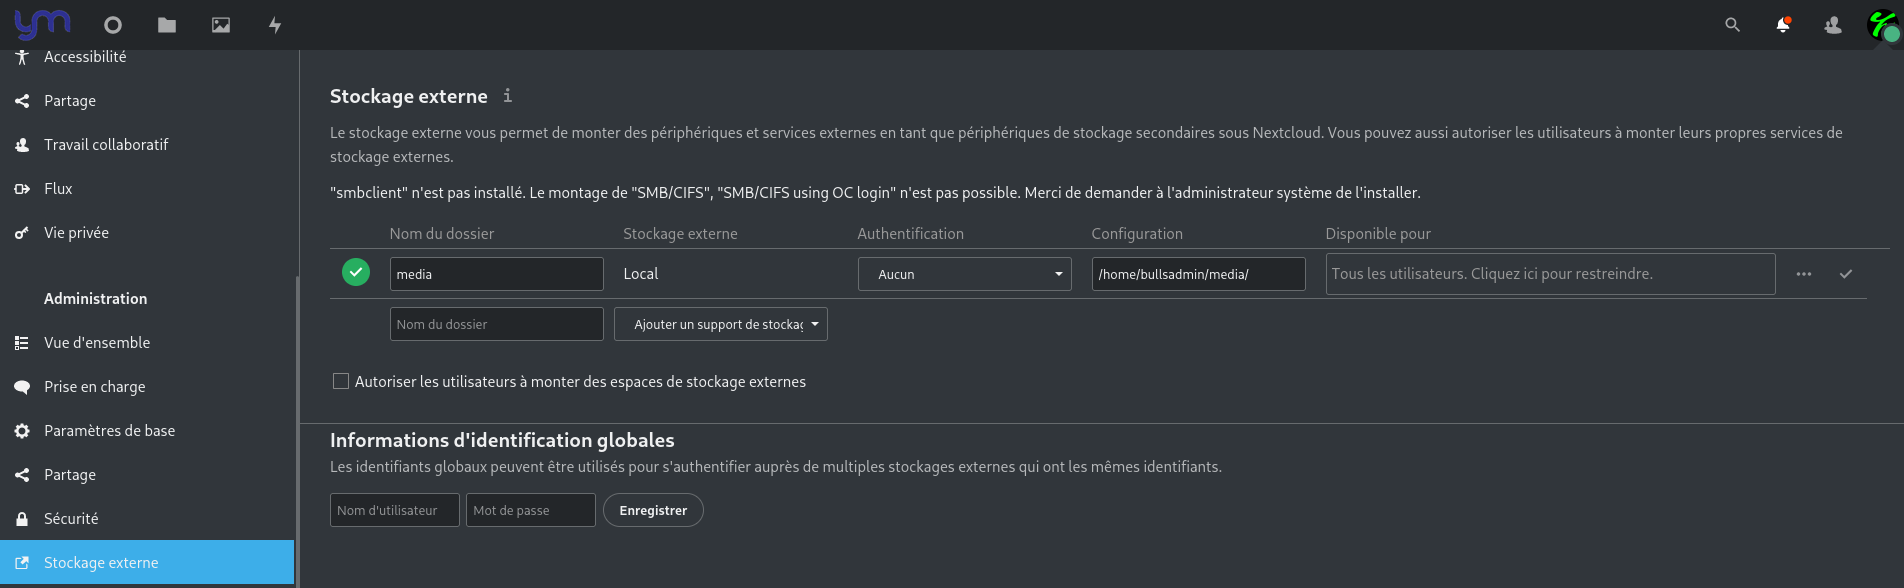 ym
Accessibilité
Partage
Travail collaboratif
Flux
Vie privée
Administration
Vue d'ensemble
Prise en charge
Paramètres de base
Partage
Sécurité
Stockage externe
Stockage externe
Le stockage externe vous permet de monter des périphériques et services externes en tant que périphériques de stockage secondaires sous Nextcloud. Vous pouvez aussi autoriser les utilisateurs à monter leurs propres services de
stockage externes.
"smbclient" n'est pas installé. Le montage de "SMB/CIFS", "SMB/CIFS using OC login" n'est pas possible. Merci de demander à l'administrateur système de l'installer.
Nom du dossier Stockage externe Authentification Configuration Disponible pour
media Local Aucun /home/bullsadmin/media/ Tous les utilisateurs. Cliquez ici pour restreindre.
Nom du dossier Ajouter un support de stockag
Autoriser les utilisateurs à monter des espaces de stockage externes
Informations d'identification globales
Les identifiants globaux peuvent être utilisés pour s'authentifier auprès de multiples stockages externes qui ont les mêmes identifiants.
Nom d'utilisateur Mot de passe Enregistrer